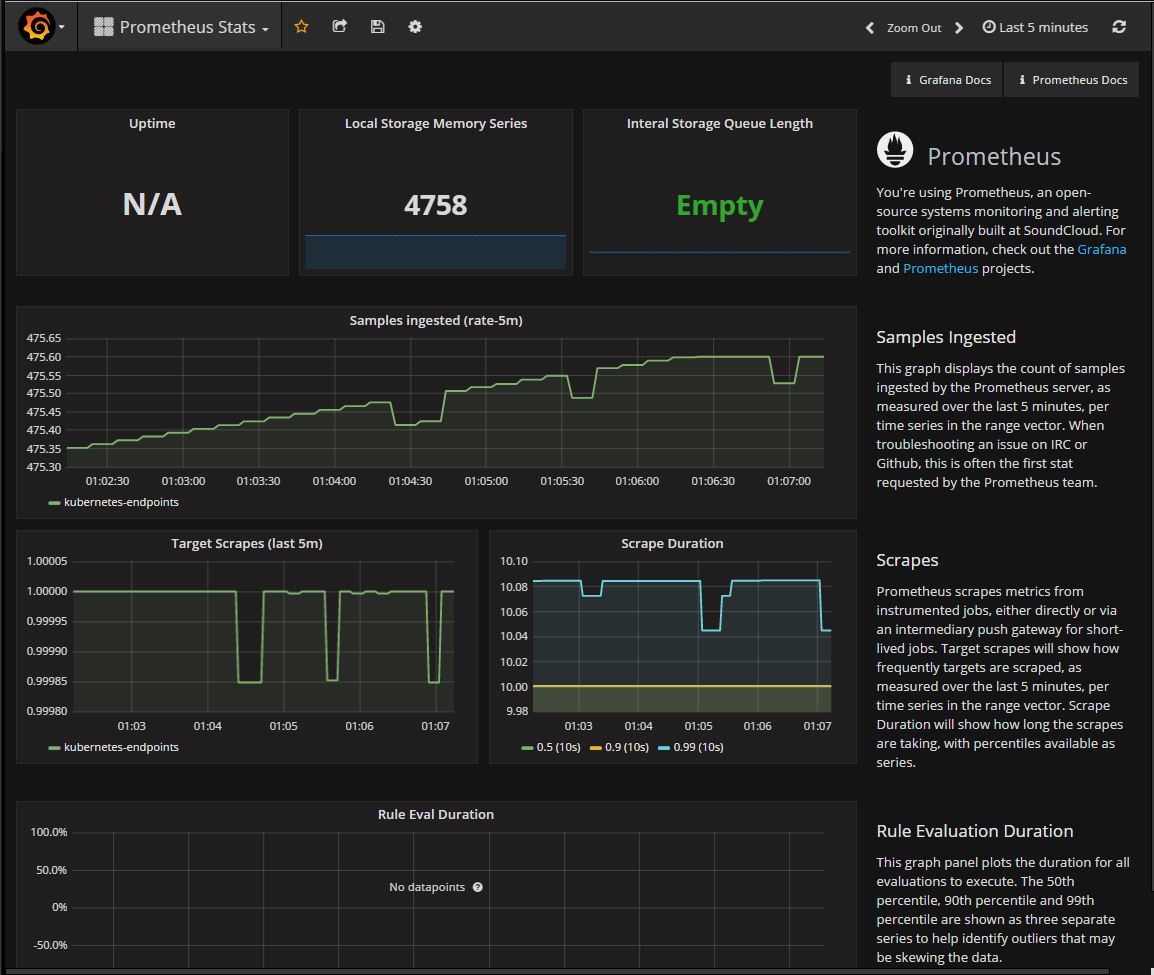 Prometheus Stats
Zoom Out
Last 5 minutes
Grafana Docs
Prometheus Docs
Uptime
N/A
Local Storage Memory Series
4758
Interal Storage Queue Length
Empty
Prometheus
You're using Prometheus, an open-
source systems monitoring and alerting
toolkit originally built at SoundCloud. For
more information, check out the Grafana
and Prometheus projects.
Samples ingested (rate-5m)
475.65
475.60
475.55
475.50
475.45
475.40
475.35
475.30
01:02:30 01:03:00 01:03:30 01:04:00 01:04:30 01:05:00 01:05:30 01:06:00 01:06:30 01:07:00
kubernetes-endpoints
Samples Ingested
This graph displays the count of samples
ingested by the Prometheus server, as
measured over the last 5 minutes, per
time series in the range vector. When
troubleshooting an issue on IRC or
Github, this is often the first stat
requested by the Prometheus team.
Target Scrapes (last 5m)
1.00005
1.00000
0.99995
0.99990
0.99985
0.99980
01:03 01:04 01:05 01:06 01:07
kubernetes-endpoints
Scrape Duration
10.10
10.08
10.06
10.04
10.02
10.00
9.98
01:03 01:04 01:05 01:06 01:07
0.5 (10s) 0.9 (10s) 0.99 (10s)
Scrapes
Prometheus scrapes metrics from
instrumented jobs, either directly or via
an intermediary push gateway for short-
lived jobs. Target scrapes will show how
frequently targets are scraped, as
measured over the last 5 minutes, per
time series in the range vector. Scrape
Duration will show how long the scrapes
are taking, with percentiles available as
series.
Rule Eval Duration
100.0%
50.0%
0%
-50.0%
No datapoints
Rule Evaluation Duration
This graph panel plots the duration for all
evaluations to execute. The 50th
percentile, 90th percentile and 99th
percentile are shown as three separate
series to help identify outliers that may
be skewing the data.